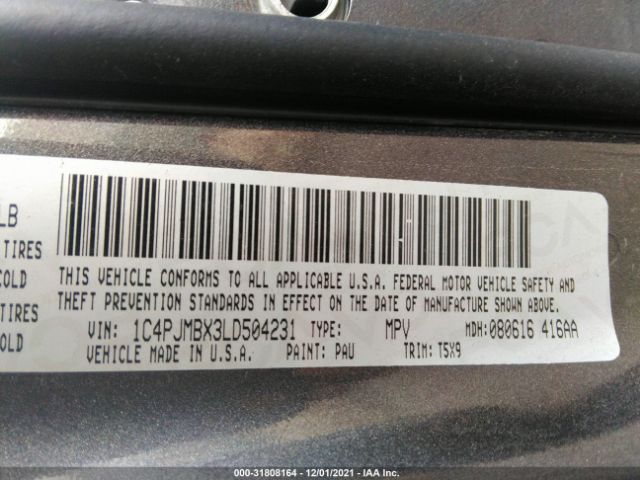 LB
TIRES
COLD
TIRES
OLD
THIS VEHICLE CONFORMS TO ALL APPLICABLE U.S.A. FEDERAL MOTOR VEHICLE SAFETY AND
THEFT PREVENTION STANDARDS IN EFFECT ON THE DATE OF MANUFACTURE SHOWN ABOVE.
VIN: 1C4PJMBX3LD504231 TYPE: MPV MDH: 080616 416AA
VEHICLE MADE IN U.S.A. PAINT: PAU TRIM: T5X9
000-31808164 - 12/01/2021 - IAA Inc.